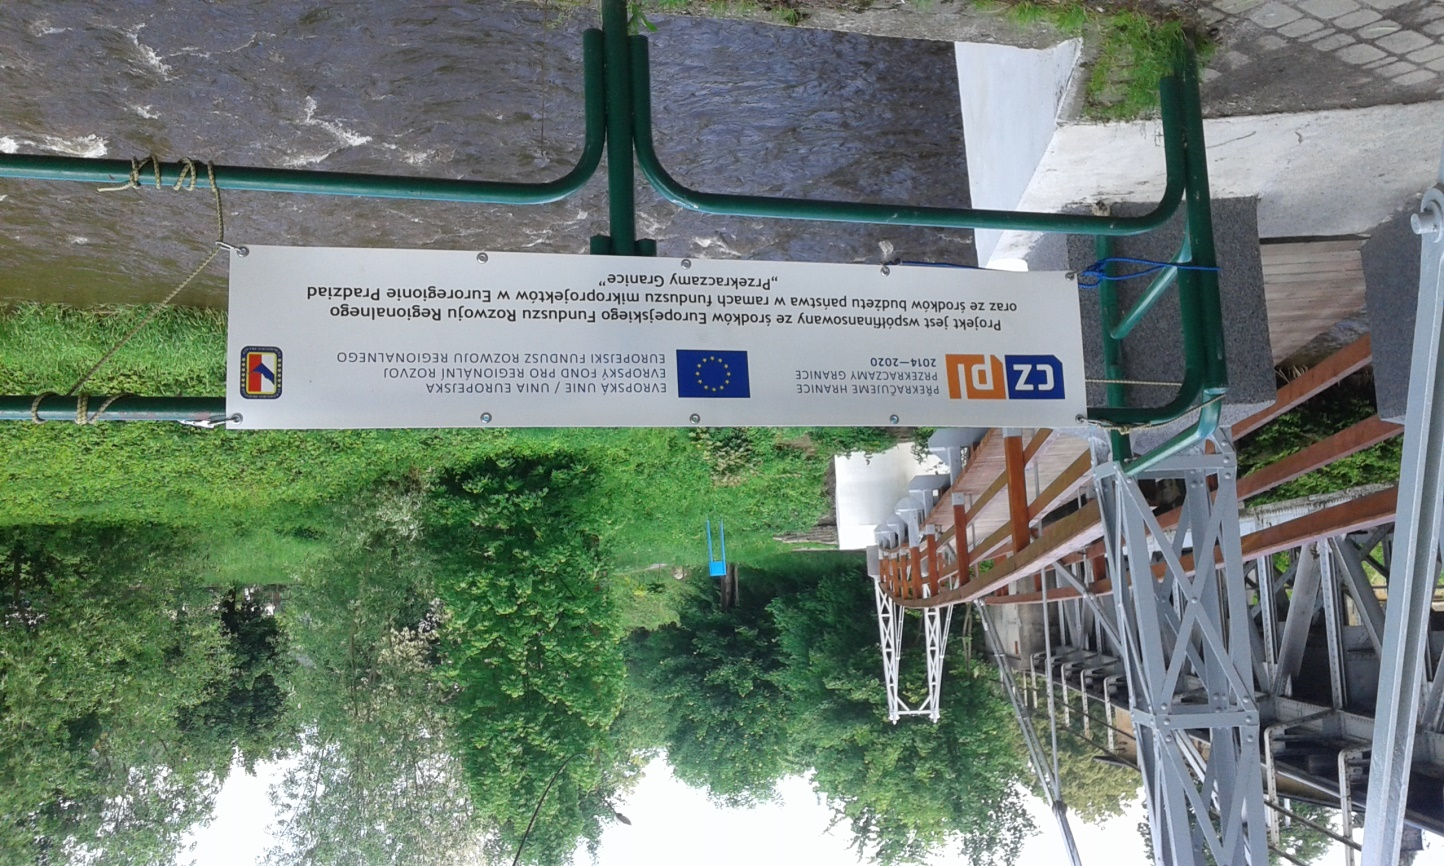 cz pl
PŘEKRAČUJEME HRANICE
PRZEKRACZAMY GRANICE
2014—2020
EVROPSKÁ UNIE / UNIA EUROPEJSKA
EVROPSKÝ FOND PRO REGIONÁLNÍ ROZVOJ
EUROPEJSKI FUNDUSZ ROZWOJU REGIONALNEGO
Projekt jest współfinansowany ze środków Europejskiego Funduszu Rozwoju Regionalnego
oraz ze środków budżetu państwa w ramach funduszu mikroprojektów w Euroregionie Pradziad
„Przekraczamy Granice”